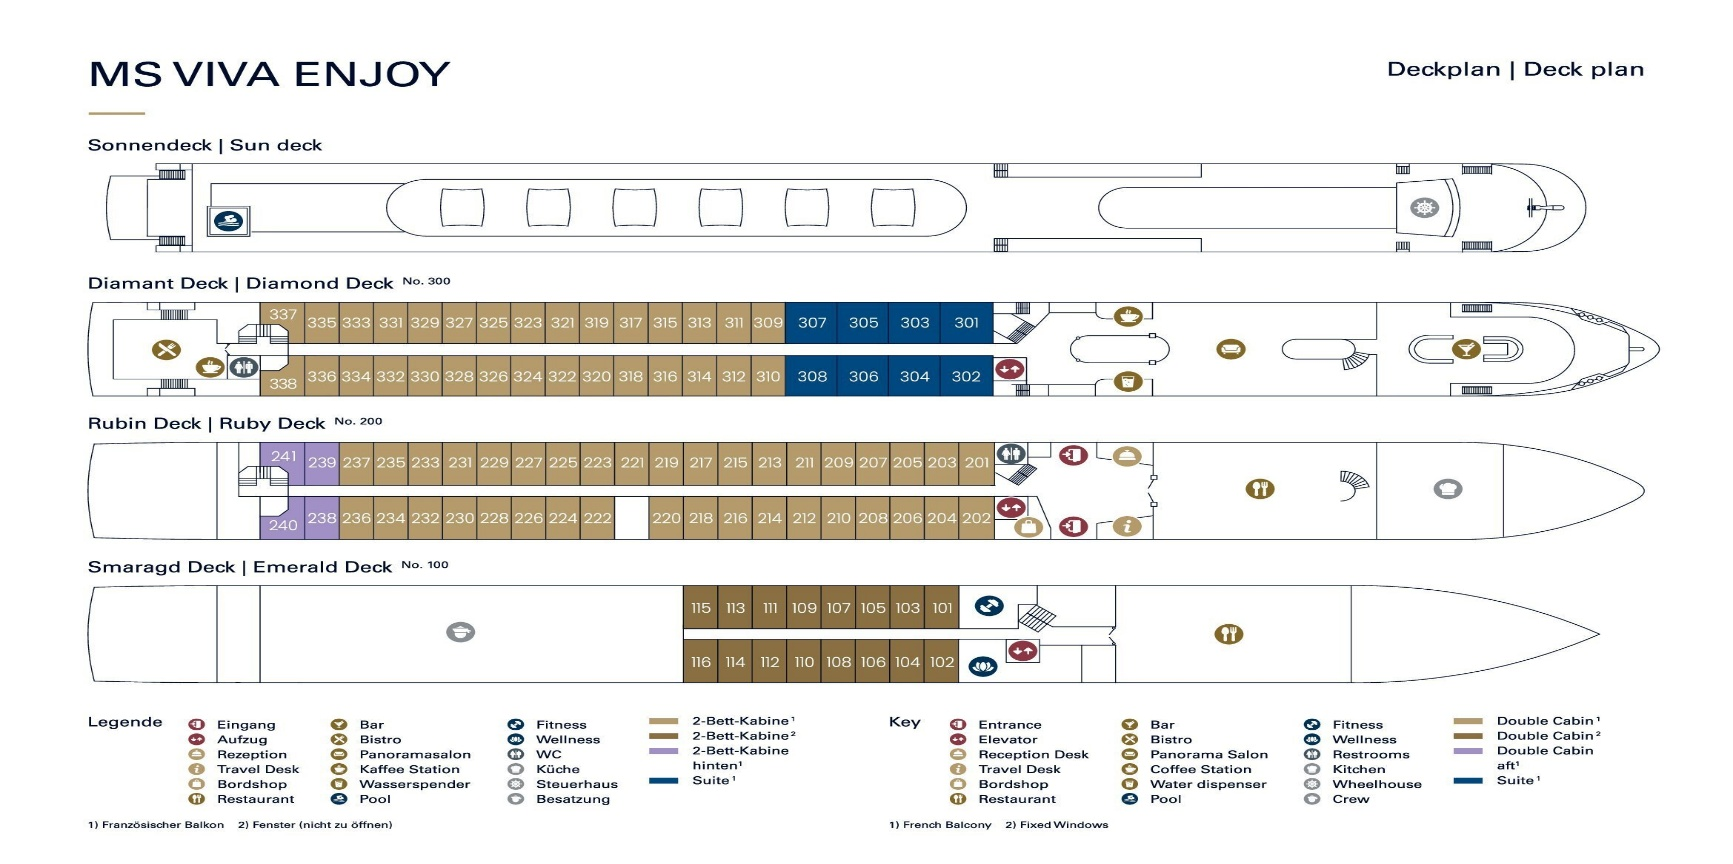 MS VIVA ENJOY
Deckplan | Deck plan
Sonnendeck | Sun deck
Diamant Deck | Diamond Deck No. 300
337 335 333 331 329 327 325 323 321 319 317 315 313 311 309 307 305 303 301
338 336 334 332 330 328 326 324 322 320 318 316 314 312 310 308 306 304 302
Rubin Deck | Ruby Deck No. 200
241 239 237 235 233 231 229 227 225 223 221 219 217 215 213 211 209 207 205 203 201
240 238 236 234 232 230 228 226 224 222 220 218 216 214 212 210 208 206 204 202
Smaragd Deck | Emerald Deck No. 100
115 113 111 109 107 105 103 101
116 114 112 110 108 106 104 102
Legende
Eingang
Aufzug
Rezeption
Travel Desk
Bordshop
Restaurant
Bar
Bistro
Panoramasalon
Kaffee Station
Wasserspender
Pool
Fitness
Wellness
WC
Küche
Steuerhaus
Besatzung
2-Bett-Kabine¹
2-Bett-Kabine²
2-Bett-Kabine
hinten¹
Suite¹
1) Französischer Balkon 2) Fenster (nicht zu öffnen)
Key
Entrance
Elevator
Reception Desk
Travel Desk
Bordshop
Restaurant
Bar
Bistro
Panorama Salon
Coffee Station
Water dispenser
Pool
Fitness
Wellness
Restrooms
Kitchen
Wheelhouse
Crew
Double Cabin¹
Double Cabin²
Double Cabin
aft¹
Suite¹
1) French Balcony 2) Fixed Windows